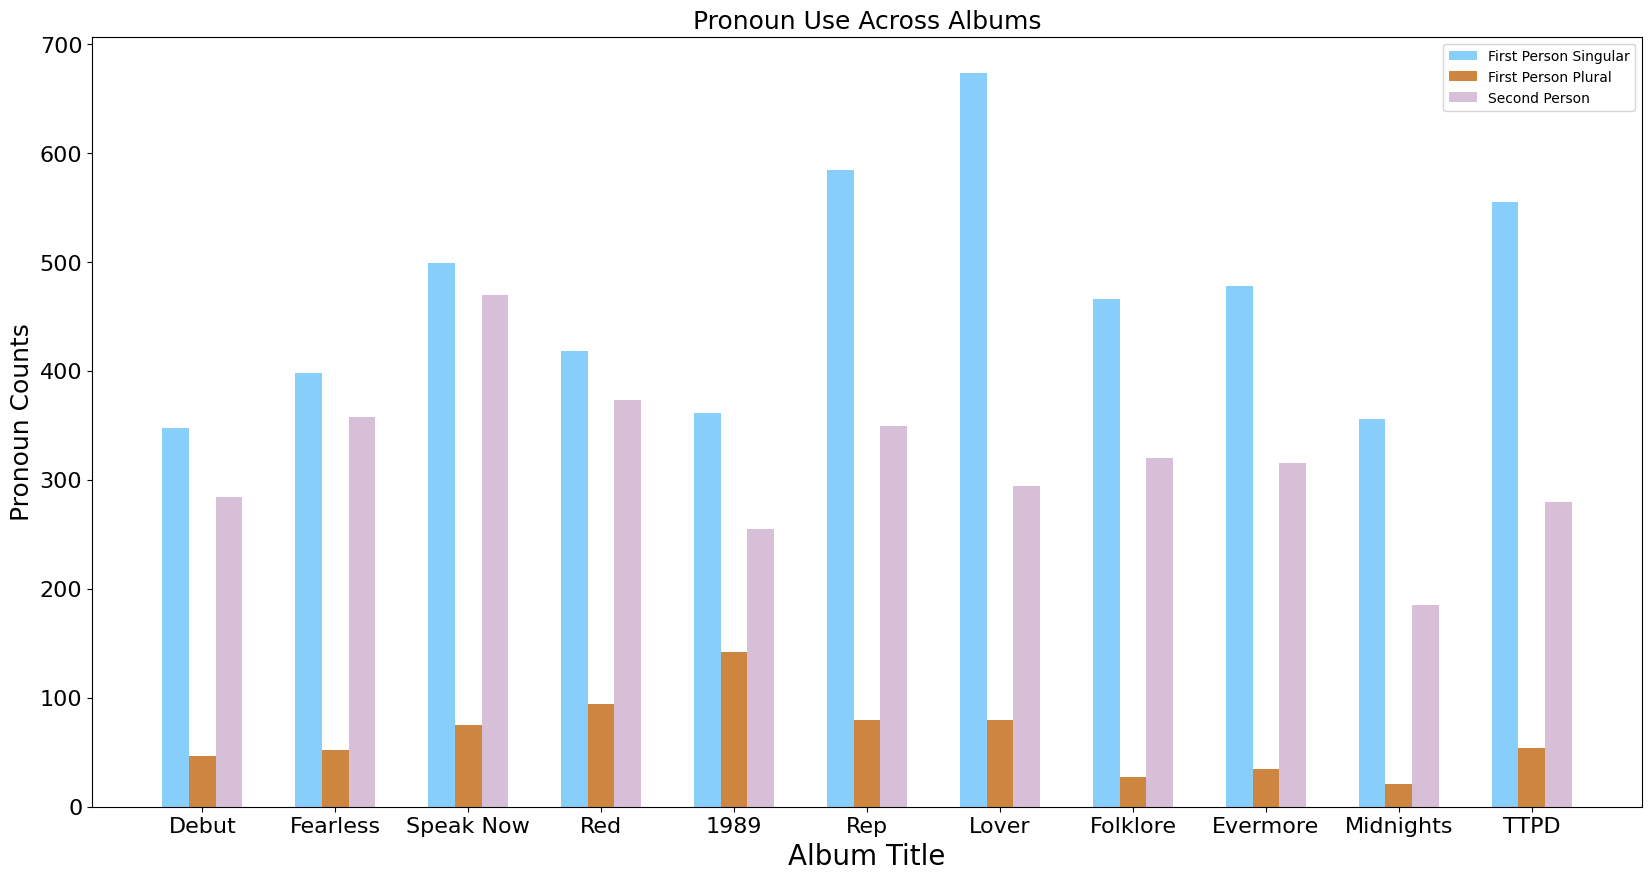 Pronoun Use Across Albums
First Person Singular
First Person Plural
Second Person
Pronoun Counts
700
600
500
400
300
200
100
0
Debut Fearless Speak Now Red 1989 Rep Lover Folklore Evermore Midnights TTPD
Album Title